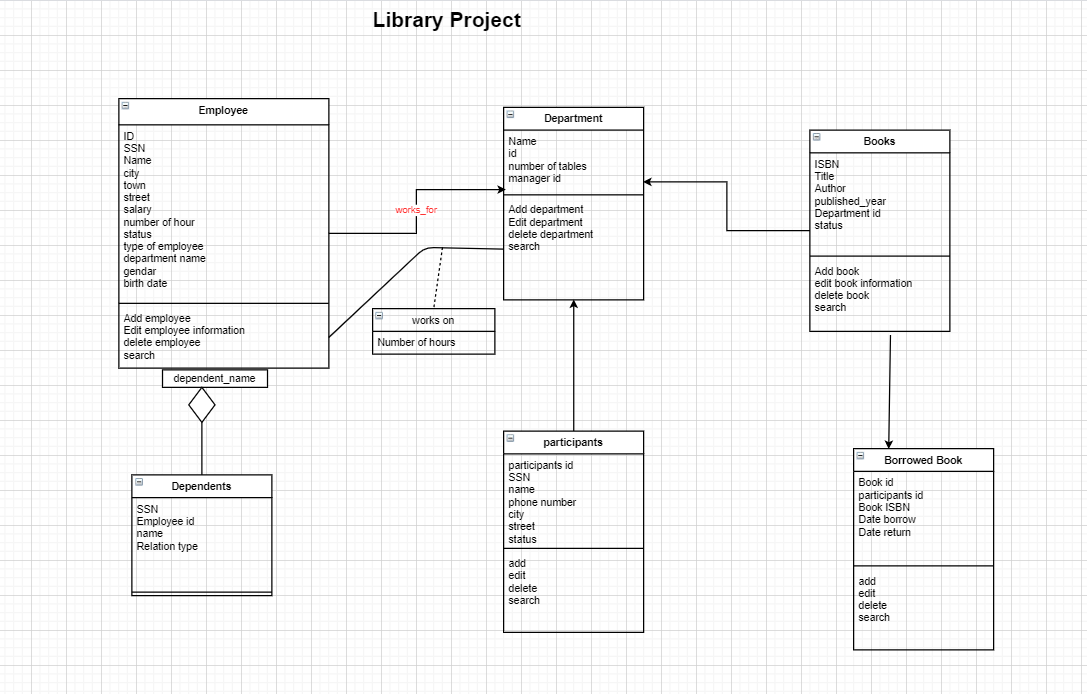 Library Project
Employee
ID
SSN
Name
city
town
street
salary
number of hour
status
type of employee
department name
gendar
birth date
Add employee
Edit employee information
delete employee
search
dependent_name
Dependents
SSN
Employee id
name
Relation type
works_for
works on
Number of hours
Department
Name
id
number of tables
manager id
Add department
Edit department
delete department
search
participants
participants id
SSN
name
phone number
city
street
status
add
edit
delete
search
Books
ISBN
Title
Author
published_year
Department id
status
Add book
edit book information
delete book
search
Borrowed Book
Book id
participants id
Book ISBN
Date borrow
Date return
add
edit
delete
search